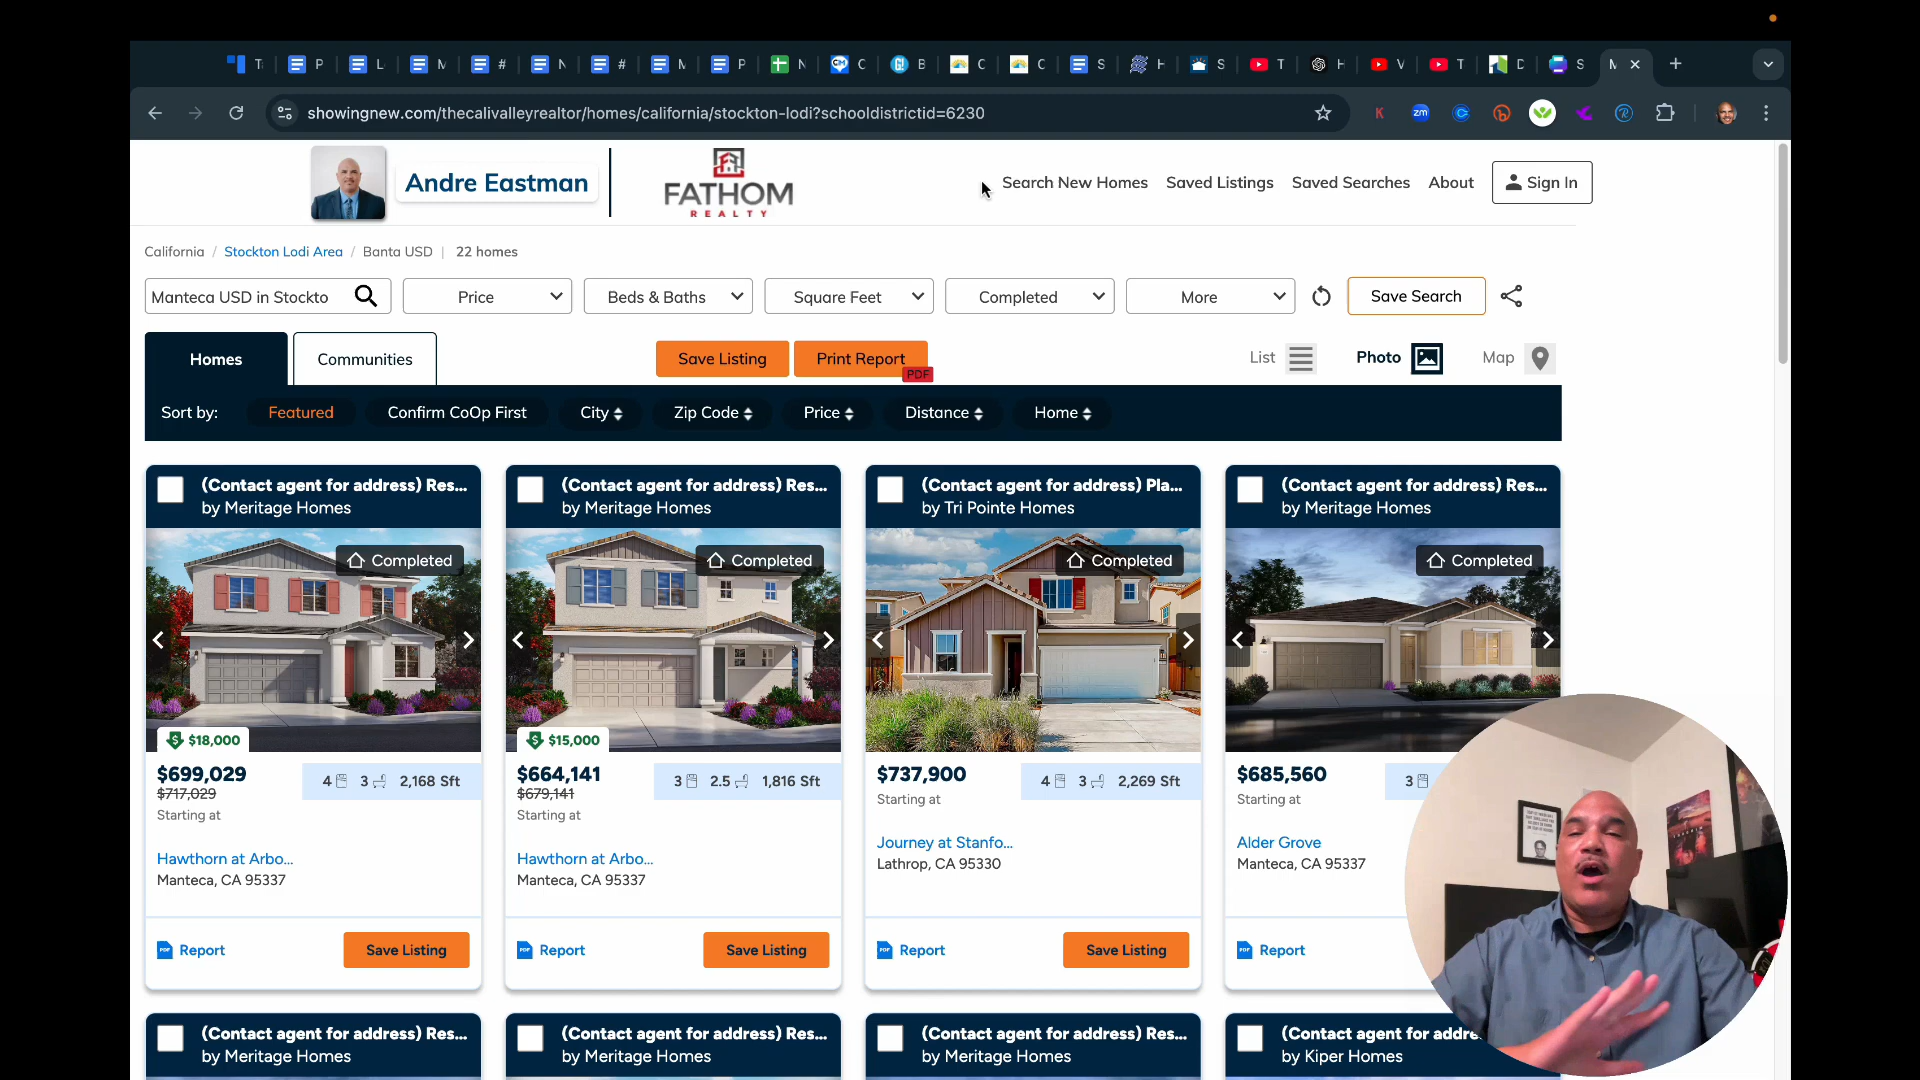 T
P
L
M
#
N
#
M
P
N
C
B
C
C
S
H
S
T
H
V
T
D
S
M
showingnew.com/thecalivalleyrealtor/homes/california/stockton-lodi?schooldistrictid=6230
K
zm
Andre Eastman
FATHOM
REALTY
Search New Homes
Saved Listings
Saved Searches
About
Sign In
California / Stockton Lodi Area / Banta USD | 22 homes
Manteca USD in Stockto
Price
Beds & Baths
Square Feet
Completed
More
Save Search
Homes
Communities
Save Listing
Print Report
PDF
List
Photo
Map
Sort by:
Featured
Confirm CoOp First
City
Zip Code
Price
Distance
Home
(Contact agent for address) Res...
by Meritage Homes
Completed
$18,000
$699,029
$717,029
Starting at
4 3 2,168 Sft
Hawthorn at Arbo...
Manteca, CA 95337
Report
Save Listing
(Contact agent for address) Res...
by Meritage Homes
Completed
$15,000
$664,141
$679,141
Starting at
3 2.5 1,816 Sft
Hawthorn at Arbo...
Manteca, CA 95337
Report
Save Listing
(Contact agent for address) Pla...
by Tri Pointe Homes
Completed
$737,900
Starting at
4 3 2,269 Sft
Journey at Stanfo...
Lathrop, CA 95330
Report
Save Listing
(Contact agent for address) Res...
by Meritage Homes
Completed
$685,560
Starting at
3
Alder Grove
Manteca, CA 95337
Report
(Contact agent for address) Res...
by Meritage Homes
(Contact agent for address) Res...
by Meritage Homes
(Contact agent for address) Res...
by Meritage Homes
(Contact agent for addre
by Kiper Homes